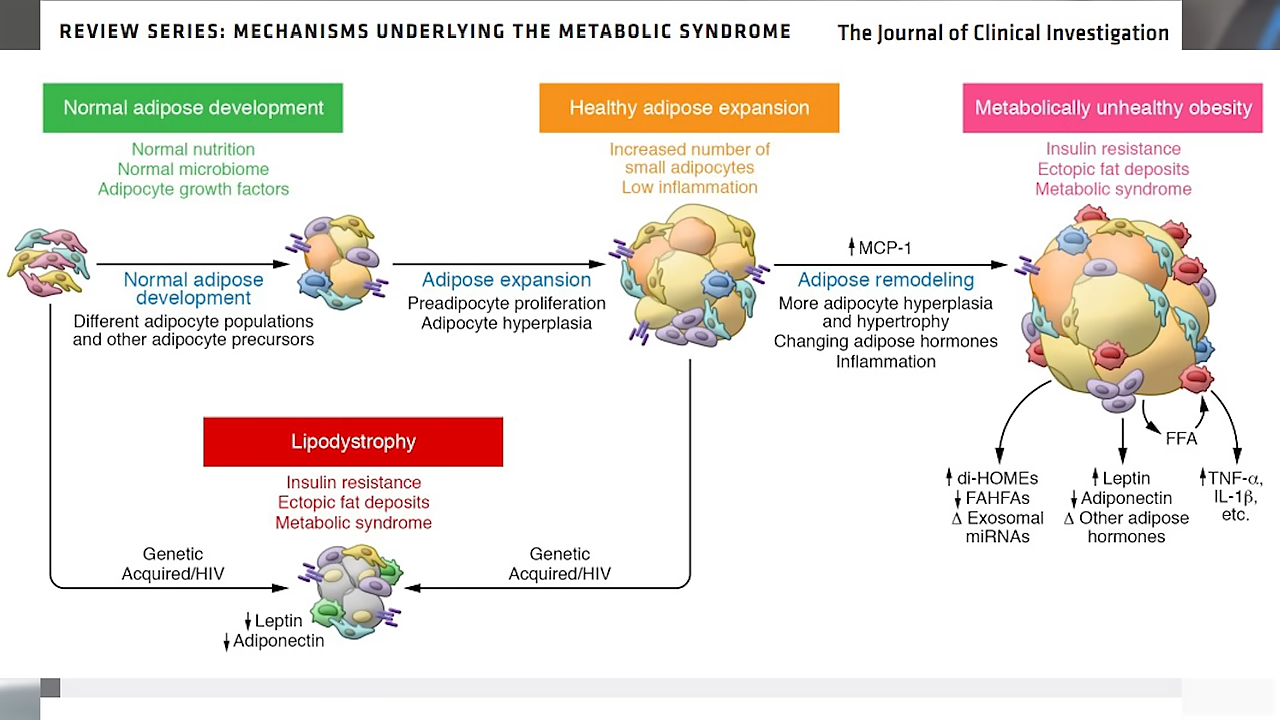 REVIEW SERIES: MECHANISMS UNDERLYING THE METABOLIC SYNDROME
The Journal of Clinical Investigation
Normal adipose development
Normal nutrition
Normal microbiome
Adipocyte growth factors
Healthy adipose expansion
Increased number of
small adipocytes
Low inflammation
Metabolically unhealthy obesity
Insulin resistance
Ectopic fat deposits
Metabolic syndrome
Normal adipose
development
Different adipocyte populations
and other adipocyte precursors
Adipose expansion
Preadipocyte proliferation
Adipocyte hyperplasia
↑ MCP-1
Adipose remodeling
More adipocyte hyperplasia
and hypertrophy
Changing adipose hormones
Inflammation
Lipodystrophy
Insulin resistance
Ectopic fat deposits
Metabolic syndrome
Genetic
Acquired/HIV
Genetic
Acquired/HIV
↓ Leptin
↓ Adiponectin
FFA
↑ di-HOMEs
↓ FAHFAs
Δ Exosomal
miRNAs
↑ Leptin
↓ Adiponectin
Δ Other adipose
hormones
↑ TNF-α,
IL-1β,
etc.